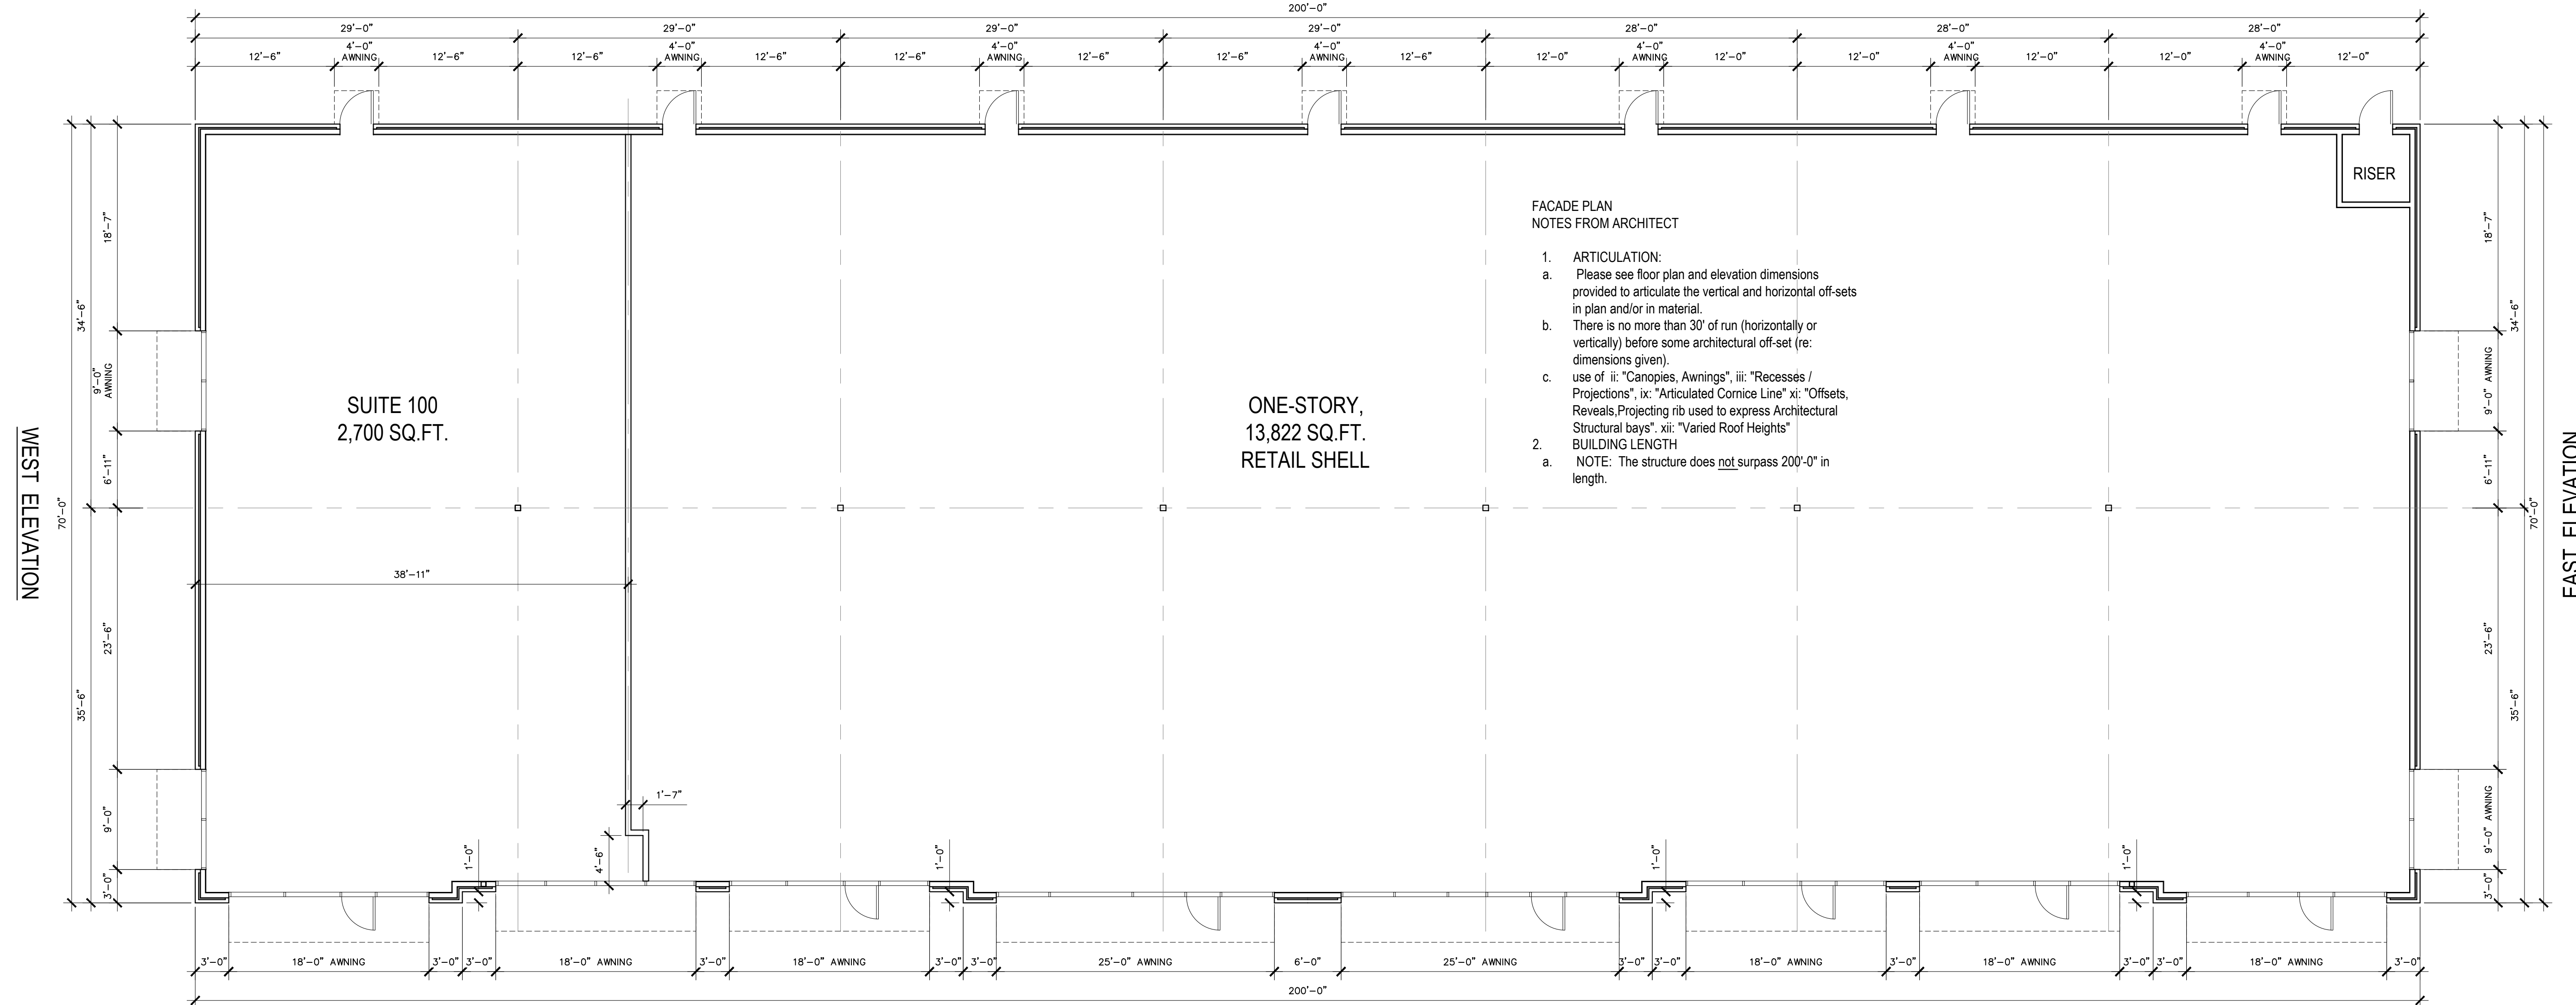 200'-0"
29'-0" 29'-0" 29'-0" 29'-0" 28'-0" 28'-0" 28'-0"
4'-0" 4'-0" 4'-0" 4'-0" 4'-0" 4'-0" 4'-0"
12'-6" AWNING 12'-6" 12'-6" AWNING 12'-6" 12'-6" AWNING 12'-6" 12'-6" AWNING 12'-6" 12'-0" AWNING 12'-0" 12'-0" AWNING 12'-0" 12'-0" AWNING 12'-0"
WEST ELEVATION
70'-0"
34'-6"
35'-6"
18'-7"
9'-0"
AWNING
6'-11"
23'-6"
9'-0"
3'-0"
SUITE 100
2,700 SQ.FT.
38'-11"
1'-7"
4'-6"
1'-0"
1'-0"
ONE-STORY,
13,822 SQ.FT.
RETAIL SHELL
FACADE PLAN
NOTES FROM ARCHITECT
1. ARTICULATION:
a. Please see floor plan and elevation dimensions
provided to articulate the vertical and horizontal off-sets
in plan and/or in material.
b. There is no more than 30' of run (horizontally or
vertically) before some architectural off-set (re:
dimensions given).
c. use of ii: "Canopies, Awnings", iii: "Recesses /
Projections", ix: "Articulated Cornice Line" xi: "Offsets,
Reveals,Projecting rib used to express Architectural
Structural bays". xii: "Varied Roof Heights"
2. BUILDING LENGTH
a. NOTE: The structure does not surpass 200'-0" in
length.
RISER
1'-0"
1'-0"
18'-7"
9'-0" AWNING
6'-11"
23'-6"
9'-0" AWNING
3'-0"
34'-6"
35'-6"
70'-0"
EAST ELEVATION
3'-0" 18'-0" AWNING 3'-0" 3'-0" 18'-0" AWNING 3'-0" 18'-0" AWNING 3'-0" 3'-0" 25'-0" AWNING 6'-0" 25'-0" AWNING 3'-0" 3'-0" 18'-0" AWNING 3'-0" 18'-0" AWNING 3'-0" 3'-0" 18'-0" AWNING 3'-0"
200'-0"